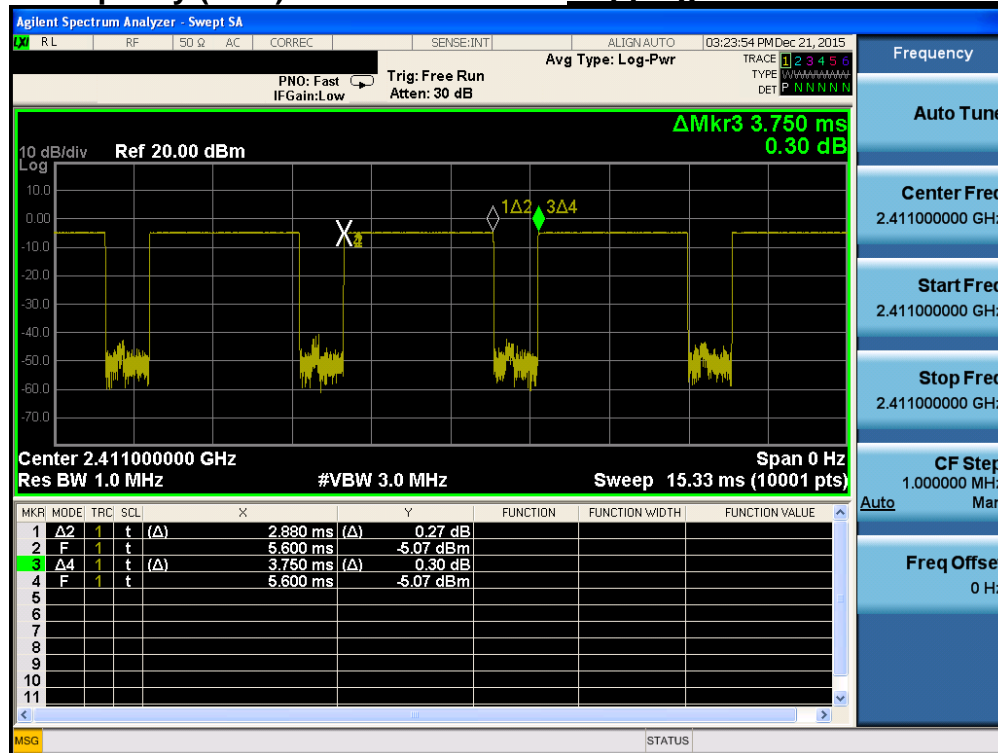 Agilent Spectrum Analyzer - Swept SA
LXI RL RF 50 Ω AC CORREC SENSE:INT ALIGN AUTO 03:23:54 PM Dec 21, 2015
Avg Type: Log-Pwr
TRACE 1 2 3 4 5 6
TYPE
DET P N N N N N
PNO: Fast
IFGain:Low
Trig: Free Run
Atten: 30 dB
ΔMkr3 3.750 ms
0.30 dB
10 dB/div Ref 20.00 dBm
Log
10.0
0.00
-10.0
-20.0
-30.0
-40.0
-50.0
-60.0
-70.0
1Δ2 3Δ4
X
Center 2.411000000 GHz Span 0 Hz
Res BW 1.0 MHz #VBW 3.0 MHz Sweep 15.33 ms (10001 pts)
MKR MODE TRC SCL X Y FUNCTION FUNCTION WIDTH FUNCTION VALUE
1 Δ2 1 t (Δ) 2.880 ms (Δ) 0.27 dB
2 F 1 t 5.600 ms -5.07 dBm
3 Δ4 1 t (Δ) 3.750 ms (Δ) 0.30 dB
4 F 1 t 5.600 ms -5.07 dBm
5
6
7
8
9
10
11
MSG STATUS
Frequency
Auto Tune
Center Freq
2.411000000 GHz
Start Freq
2.411000000 GHz
Stop Freq
2.411000000 GHz
CF Step
1.000000 MHz
Auto Man
Freq Offset
0 Hz